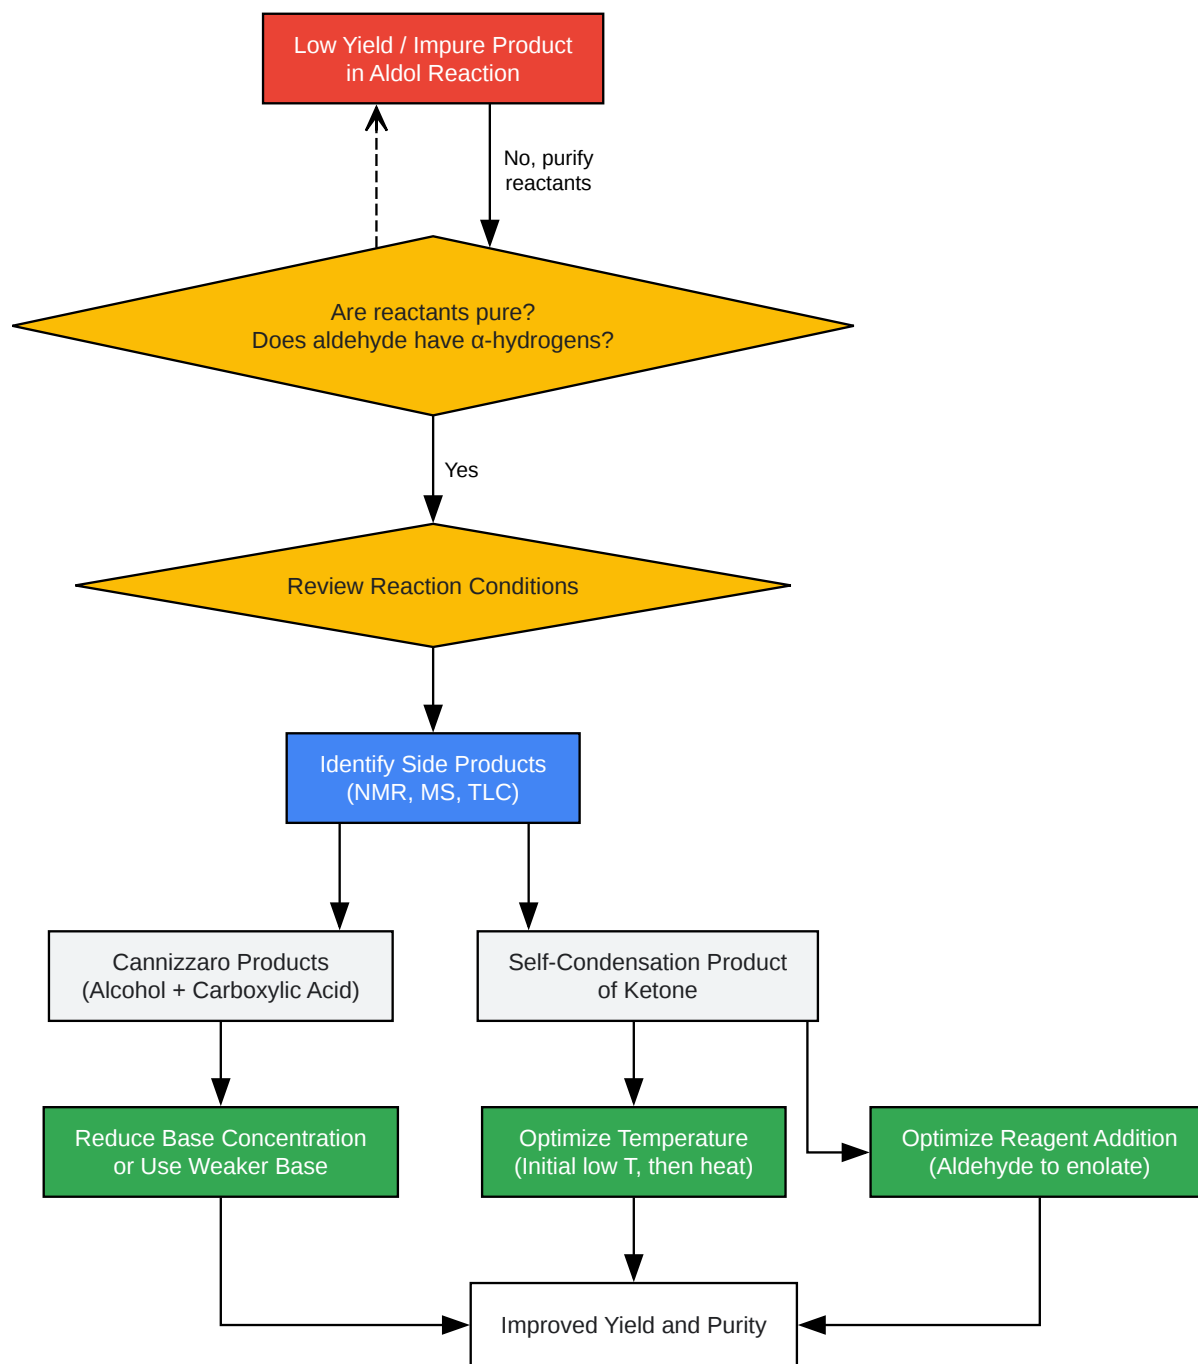 Low Yield / Impure Product
in Aldol Reaction
No, purify
reactants
Are reactants pure?
Does aldehyde have α-hydrogens?
Yes
Review Reaction Conditions
Identify Side Products
(NMR, MS, TLC)
Cannizzaro Products
(Alcohol + Carboxylic Acid)
Self-Condensation Product
of Ketone
Reduce Base Concentration
or Use Weaker Base
Optimize Temperature
(Initial low T, then heat)
Optimize Reagent Addition
(Aldehyde to enolate)
Improved Yield and Purity